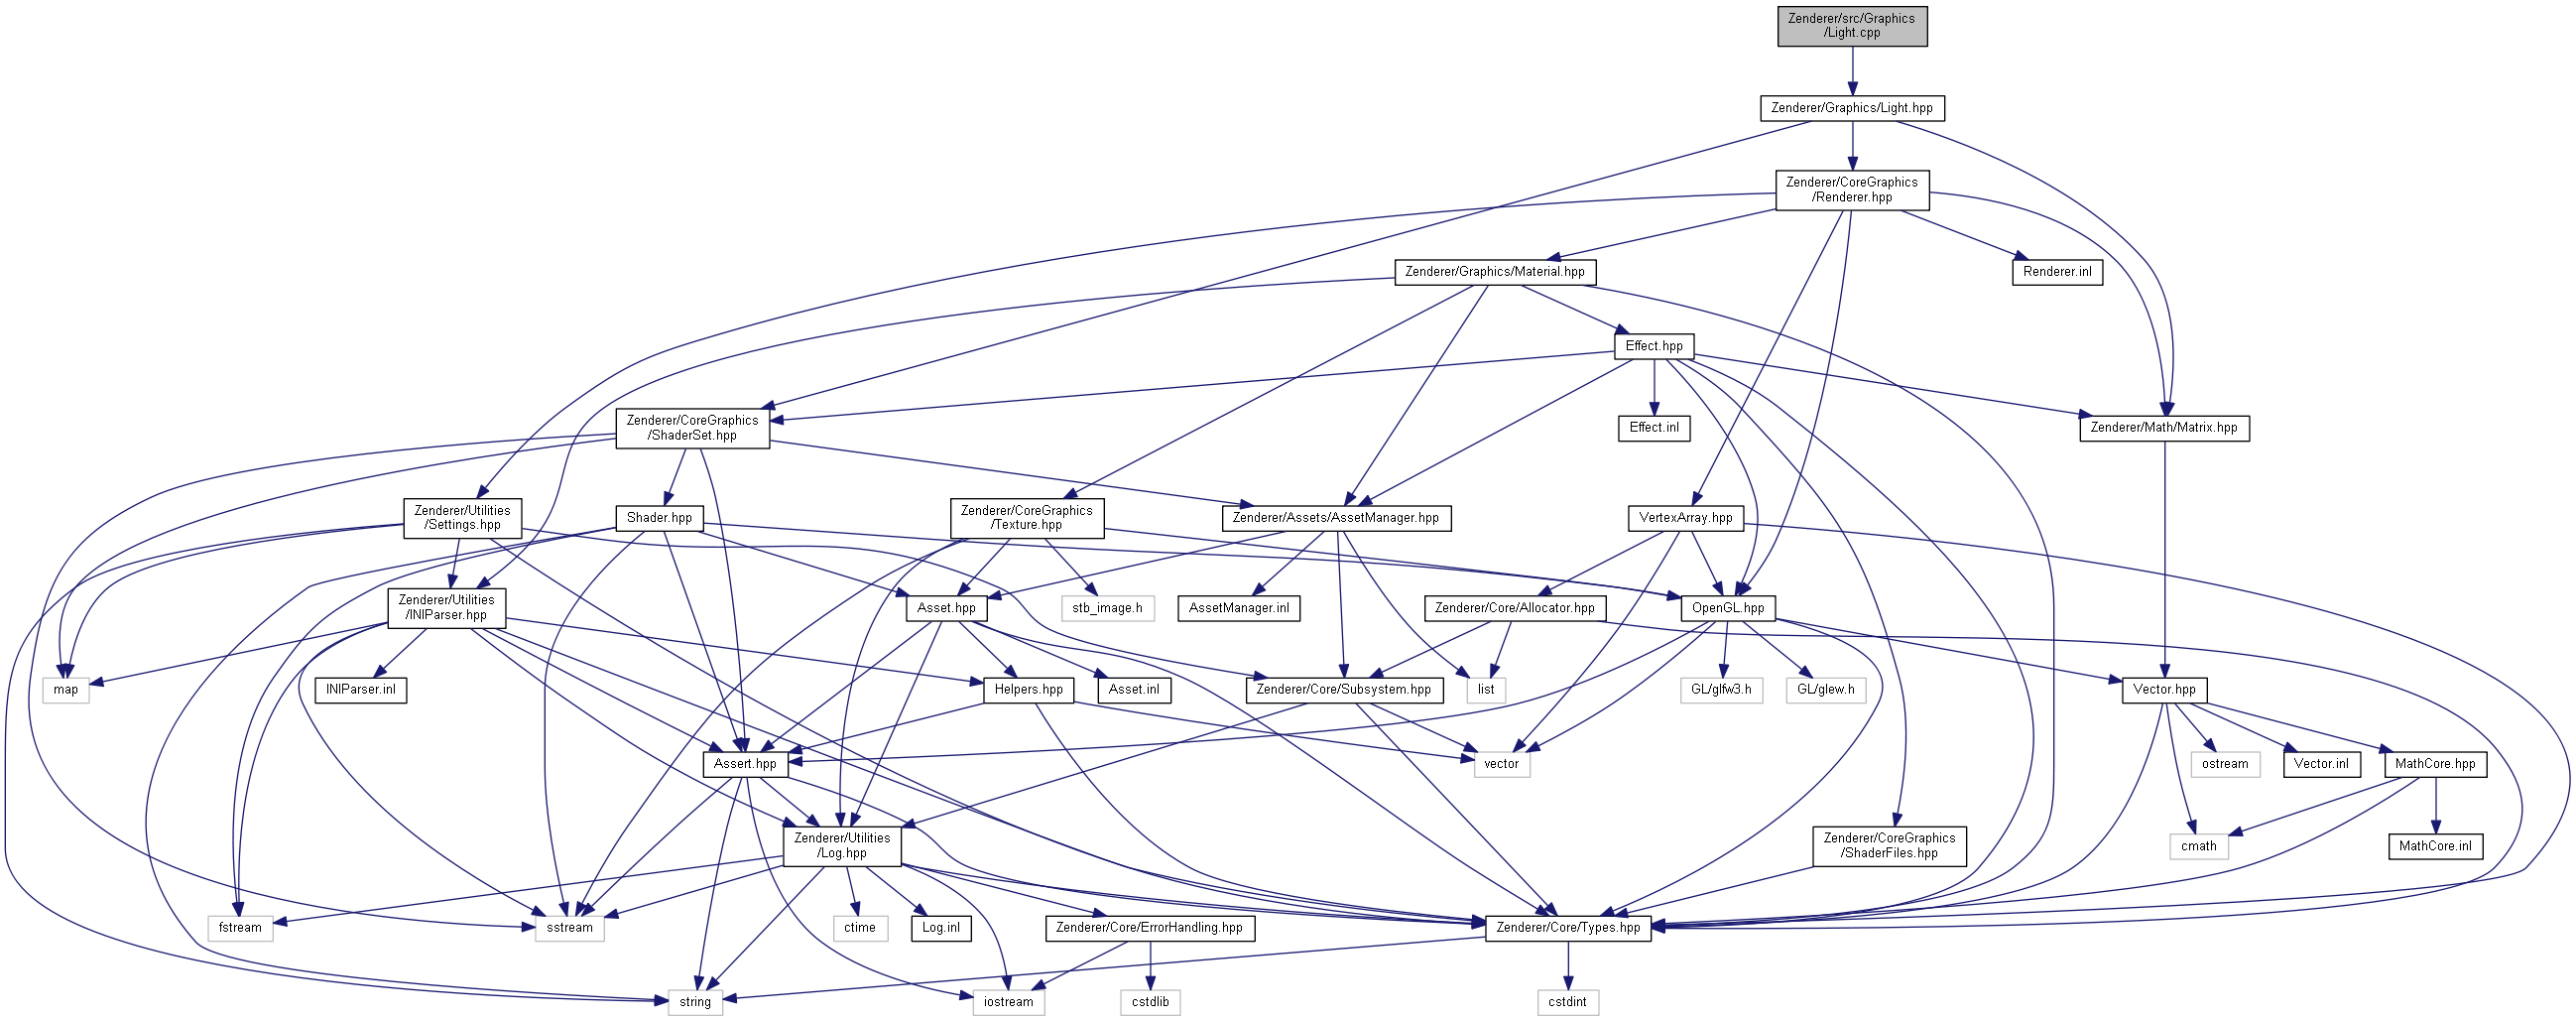 Zenderer/src/Graphics
/Light.cpp
Zenderer/Graphics/Light.hpp
Zenderer/CoreGraphics
/Renderer.hpp
Zenderer/Graphics/Material.hpp
Renderer.inl
Effect.hpp
Zenderer/CoreGraphics
/ShaderSet.hpp
Effect.inl
Zenderer/Math/Matrix.hpp
Zenderer/Utilities
/Settings.hpp
Shader.hpp
Zenderer/CoreGraphics
/Texture.hpp
Zenderer/Assets/AssetManager.hpp
VertexArray.hpp
Zenderer/Utilities
/INIParser.hpp
Asset.hpp
stb_image.h
AssetManager.inl
Zenderer/Core/Allocator.hpp
OpenGL.hpp
map
INIParser.inl
Helpers.hpp
Asset.inl
Zenderer/Core/Subsystem.hpp
list
GL/glfw3.h
GL/glew.h
Vector.hpp
Assert.hpp
vector
ostream
Vector.inl
MathCore.hpp
Zenderer/Utilities
/Log.hpp
Zenderer/CoreGraphics
/ShaderFiles.hpp
cmath
MathCore.inl
fstream
sstream
ctime
Log.inl
Zenderer/Core/ErrorHandling.hpp
Zenderer/Core/Types.hpp
string
iostream
cstdlib
cstdint